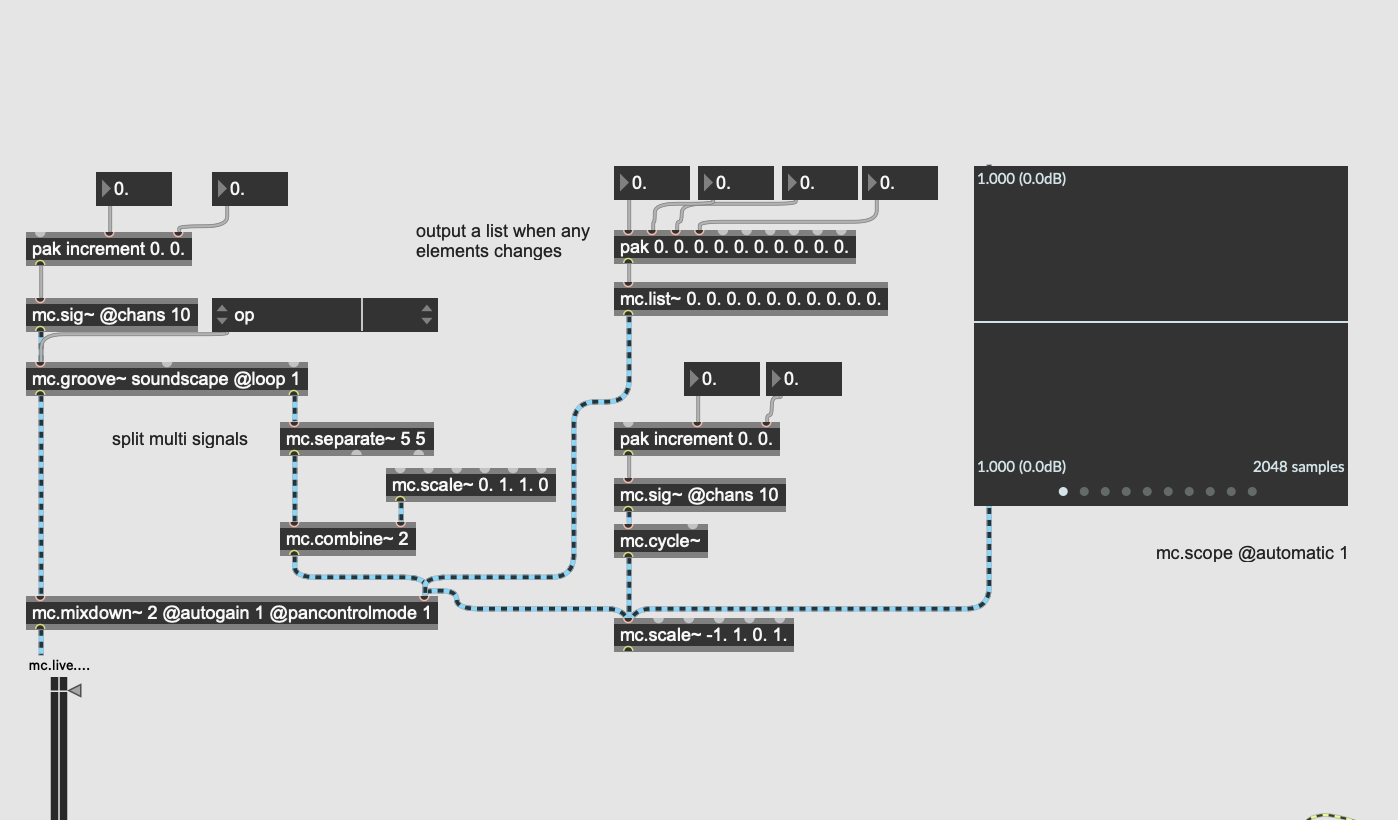 0.
0.
pak increment 0. 0.
mc.sig~ @chans 10
op
mc.groove~ soundscape @loop 1
split multi signals
mc.separate~ 5 5
mc.scale~ 0. 1. 1. 0
mc.combine~ 2
mc.mixdown~ 2 @autogain 1 @pancontrolmode 1
mc.live....
output a list when any
elements changes
0.
0.
0.
0.
pak 0. 0. 0. 0. 0. 0. 0. 0. 0. 0.
mc.list~ 0. 0. 0. 0. 0. 0. 0. 0. 0. 0.
0.
0.
pak increment 0. 0.
mc.sig~ @chans 10
mc.cycle~
mc.scale~ -1. 1. 0. 1.
1.000 (0.0dB)
1.000 (0.0dB)
2048 samples
mc.scope @automatic 1